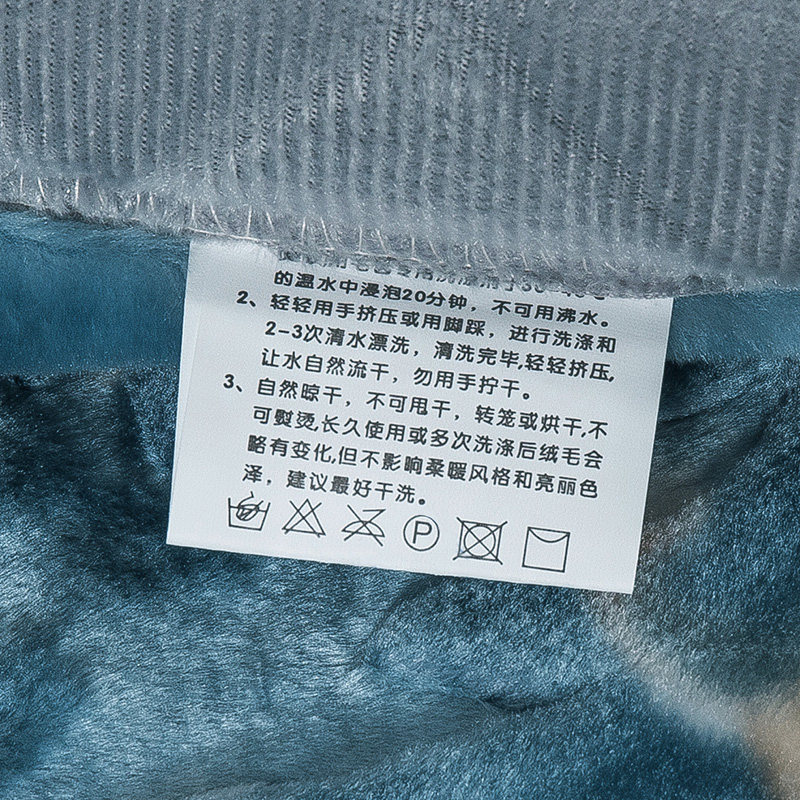 的温水中浸泡20分钟，不可用沸水。
2、轻轻用手挤压或用脚踩，进行洗涤和
2-3次清水漂洗，清洗完毕,轻轻挤压,
让水自然流干，勿用手拧干。
3、自然晾干，不可甩干，转笼或烘干,不
可熨烫,长久使用或多次洗涤后绒毛会
略有变化,但不影响柔暖风格和亮丽色
泽，建议最好干洗。
P